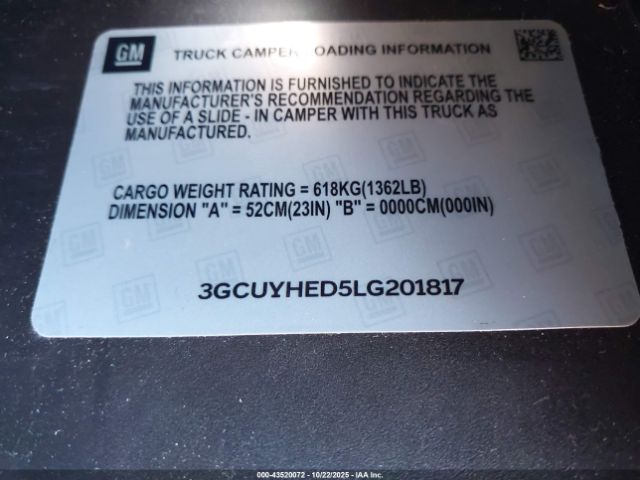 GM
TRUCK CAMPER LOADING INFORMATION
THIS INFORMATION IS FURNISHED TO INDICATE THE
MANUFACTURER'S RECOMMENDATION REGARDING THE
USE OF A SLIDE - IN CAMPER WITH THIS TRUCK AS
MANUFACTURED.
CARGO WEIGHT RATING = 618KG(1362LB)
DIMENSION "A" = 52CM(23IN) "B" = 0000CM(000IN)
3GCUYHED5LG201817
000-43520072 - 10/22/2025 - IAA Inc.